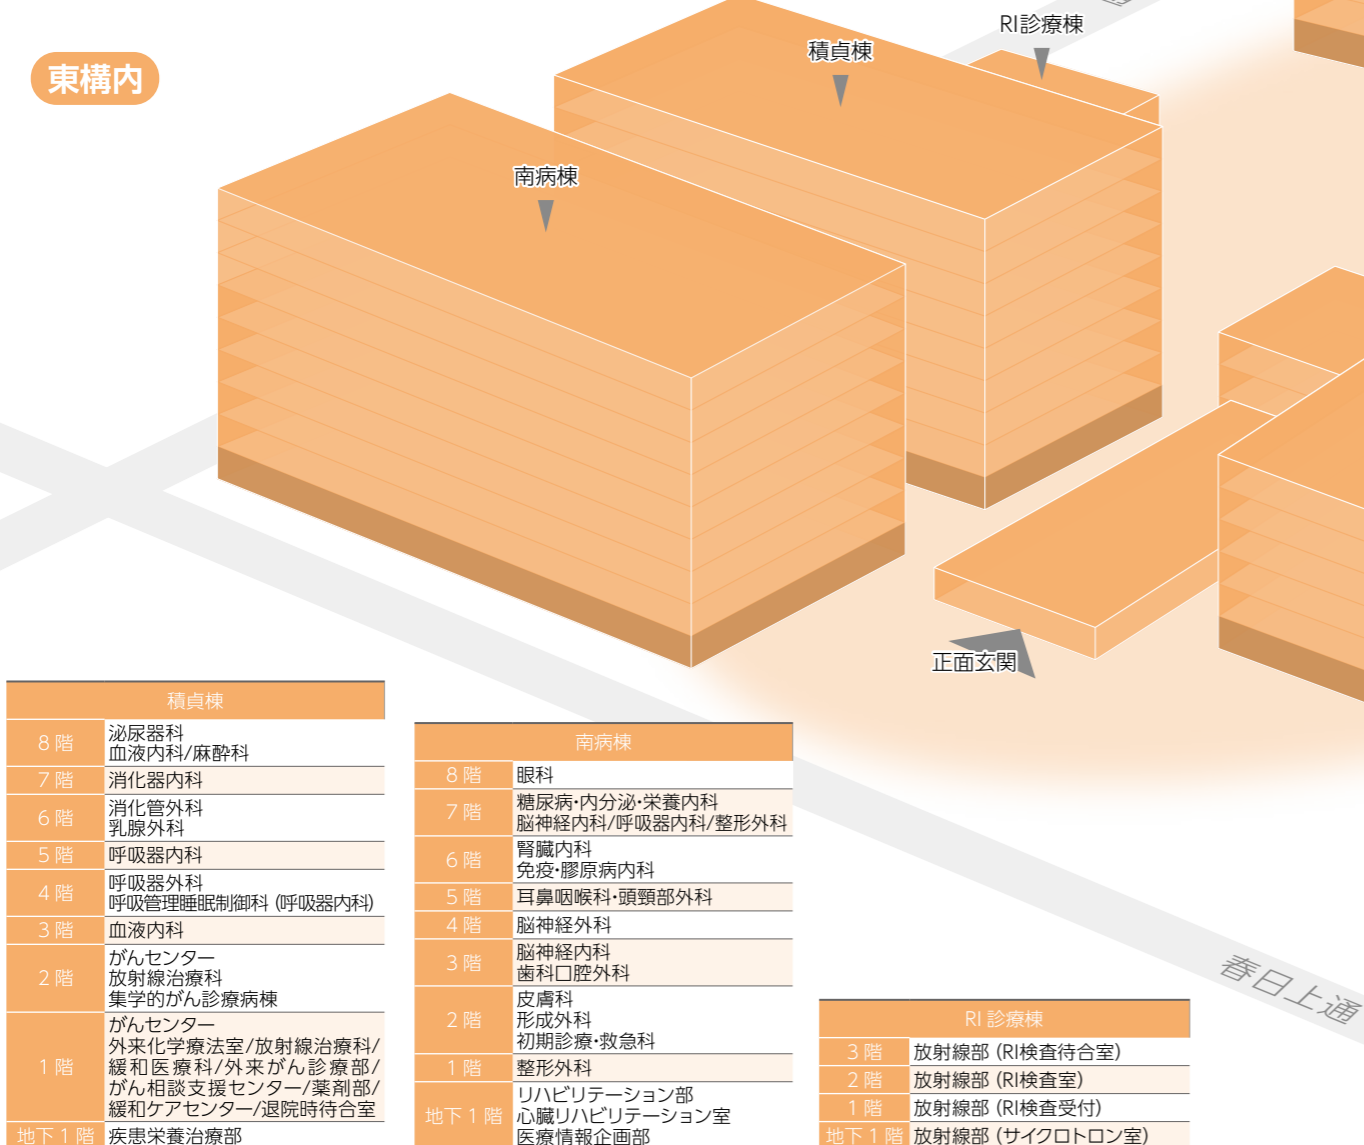 東構内
RI診療棟
積貞棟
南病棟
正面玄関
春日上通
積貞棟
8階 泌尿器科
血液内科/麻酔科
7階 消化器内科
6階 消化管外科
乳腺外科
5階 呼吸器内科
4階 呼吸器外科
呼吸管理睡眠制御科 (呼吸器内科)
3階 血液内科
2階 がんセンター
放射線治療科
集学的がん診療病棟
1階 がんセンター
外来化学療法室/放射線治療科/
緩和医療科/外来がん診療部/
がん相談支援センター/薬剤部/
緩和ケアセンター/退院時待合室
地下1階 疾患栄養治療部
南病棟
8階 眼科
7階 糖尿病・内分泌・栄養内科
脳神経内科/呼吸器内科/整形外科
6階 腎臓内科
免疫・膠原病内科
5階 耳鼻咽喉科・頭頸部外科
4階 脳神経外科
3階 脳神経内科
歯科口腔外科
2階 皮膚科
形成外科
初期診療・救急科
1階 整形外科
地下1階 リハビリテーション部
心臓リハビリテーション室
医療情報企画部
RI診療棟
3階 放射線部 (RI検査待合室)
2階 放射線部 (RI検査室)
1階 放射線部 (RI検査受付)
地下1階 放射線部 (サイクロトロン室)